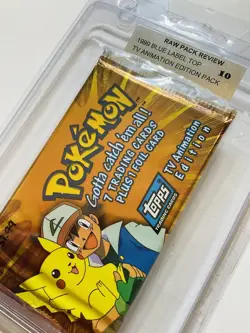 RAW PACK REVIEW
1999 BLUE LABEL TOP
TV ANIMATION EDITION PACK
10
POKéMON
Gotta catch 'em all!
7 TRADING CARDS
PLUS 1 FOIL CARD
TV Animation
Edition
topps